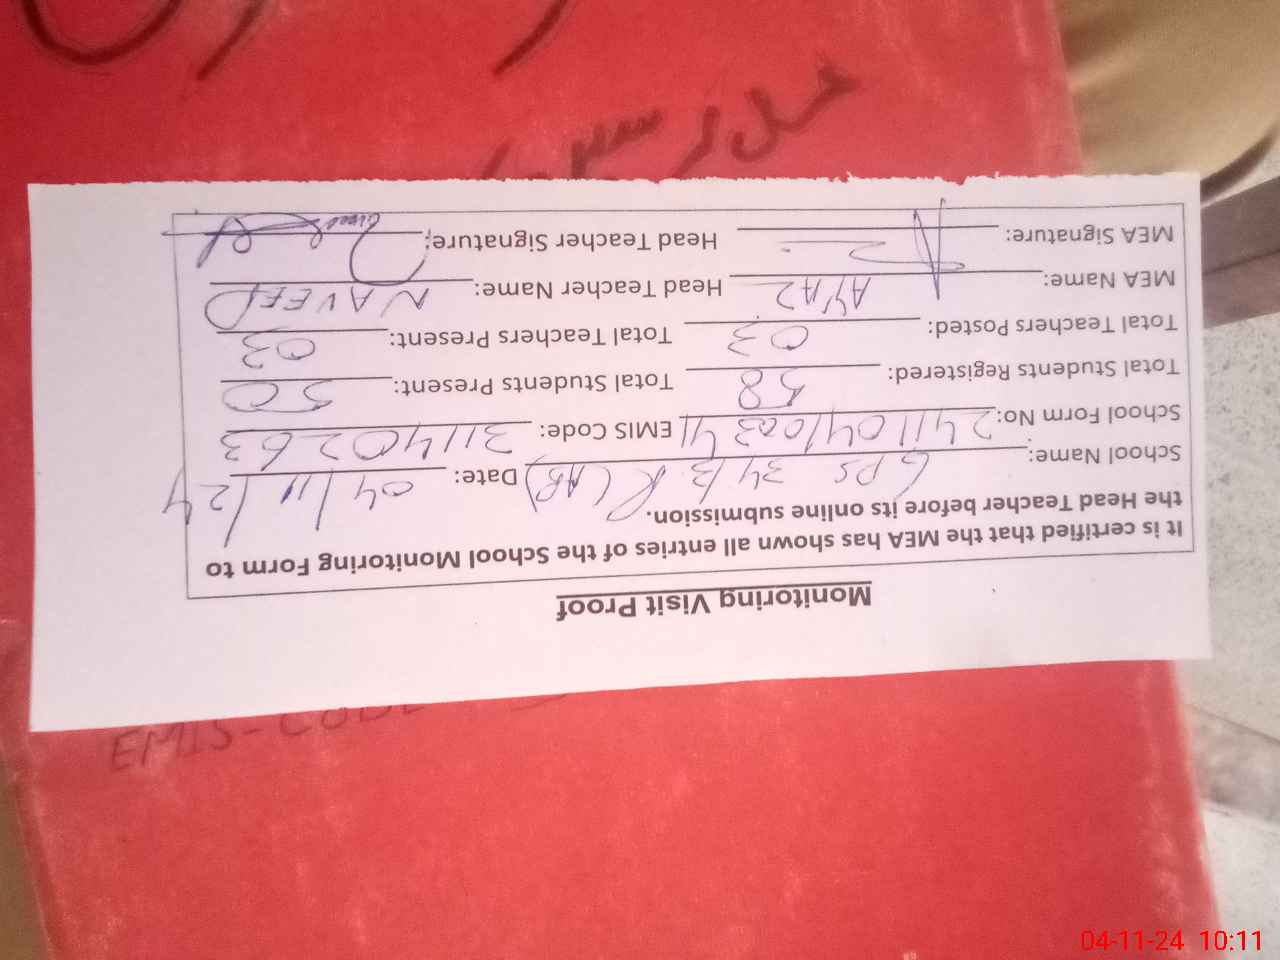 Monitoring Visit Proof
It is certified that the MEA has shown all entries of the School Monitoring Form to
the Head Teacher before its online submission.
School Name: GPS 34/3. R (AB) Date: 04/11/24
School Form No: 2411041003411 EMIS Code: 31140263
Total Students Registered: 58 Total Students Present: 50
Total Teachers Posted: 03 Total Teachers Present: 03
MEA Name: AYAZ Head Teacher Name: NAVEED
MEA Signature: Head Teacher Signature:
EMIS-CODE
04-11-24 10:11